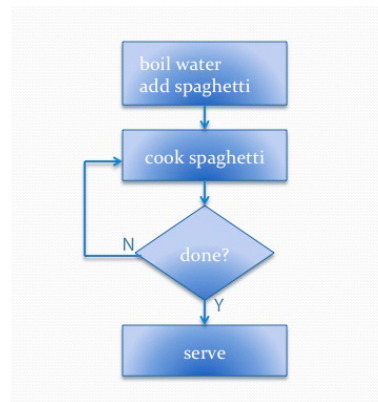 boil water
add spaghetti
cook spaghetti
N
done?
Y
serve